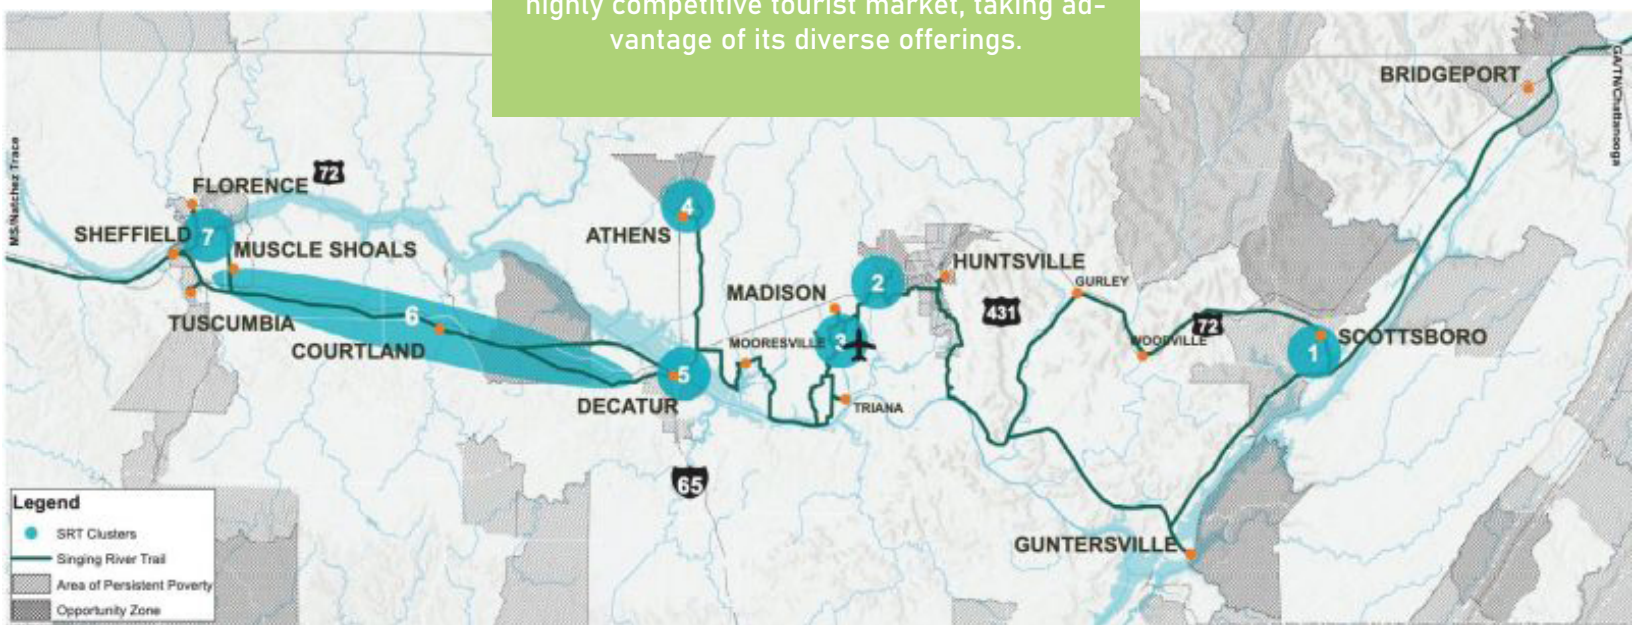 highly competitive tourist market, taking ad-
vantage of its diverse offerings.
BRIDGEPORT
GA/TN/Chattanooga
MS/Natchez Trace
FLORENCE
72
SHEFFIELD
7
MUSCLE SHOALS
4
ATHENS
TUSCUMBIA
6
COURTLAND
MADISON
2
HUNTSVILLE
GURLEY
431
MOORESVILLE
3
72
WOODVILLE
1
SCOTTSBORO
5
DECATUR
TRIANA
65
GUNTERSVILLE
Legend
SRT Clusters
Singing River Trail
Area of Persistent Poverty
Opportunity Zone